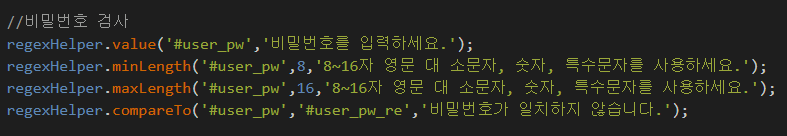 //비밀번호 검사
regexHelper.value('#user_pw','비밀번호를 입력하세요.');
regexHelper.minLength('#user_pw',8,'8~16자 영문 대 소문자, 숫자, 특수문자를 사용하세요.');
regexHelper.maxLength('#user_pw',16,'8~16자 영문 대 소문자, 숫자, 특수문자를 사용하세요.');
regexHelper.compareTo('#user_pw','#user_pw_re','비밀번호가 일치하지 않습니다.');